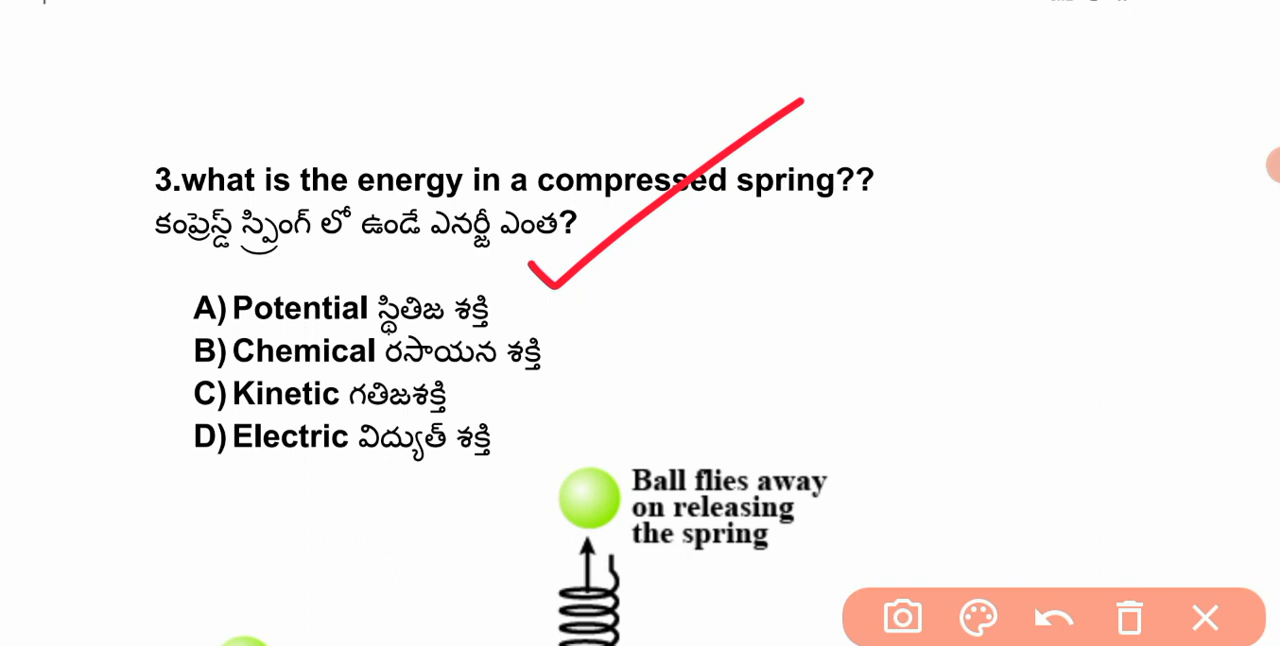 3.what is the energy in a compressed spring??
కంప్రెస్డ్ స్ప్రింగ్ లో ఉండే ఎనర్జీ ఎంత?
A) Potential స్థితిజ శక్తి
B) Chemical రసాయన శక్తి
C) Kinetic గతిజశక్తి
D) Electric విద్యుత్ శక్తి
Ball flies away
on releasing
the spring